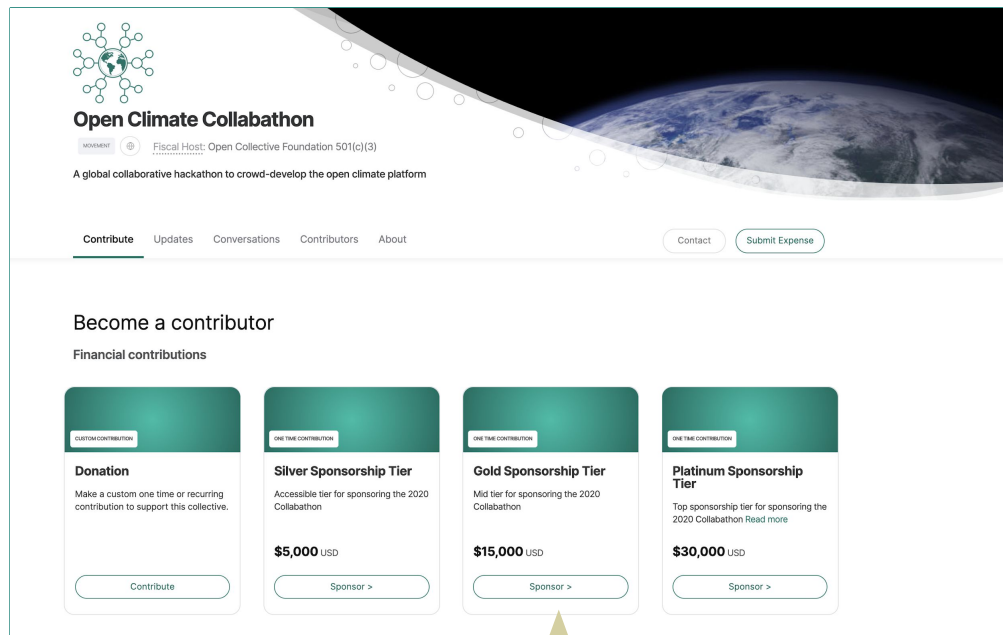 Open Climate Collabathon
MOVEMENT
Fiscal Host: Open Collective Foundation 501(c)(3)
A global collaborative hackathon to crowd-develop the open climate platform
Contribute Updates Conversations Contributors About Contact Submit Expense
Become a contributor
Financial contributions
CUSTOM CONTRIBUTION
Donation
Make a custom one time or recurring
contribution to support this collective.
Contribute
ONE TIME CONTRIBUTION
Silver Sponsorship Tier
Accessible tier for sponsoring the 2020
Collabathon
$5,000 USD
Sponsor >
ONE TIME CONTRIBUTION
Gold Sponsorship Tier
Mid tier for sponsoring the 2020
Collabathon
$15,000 USD
Sponsor >
ONE TIME CONTRIBUTION
Platinum Sponsorship
Tier
Top sponsorship tier for sponsoring the
2020 Collabathon Read more
$30,000 USD
Sponsor >